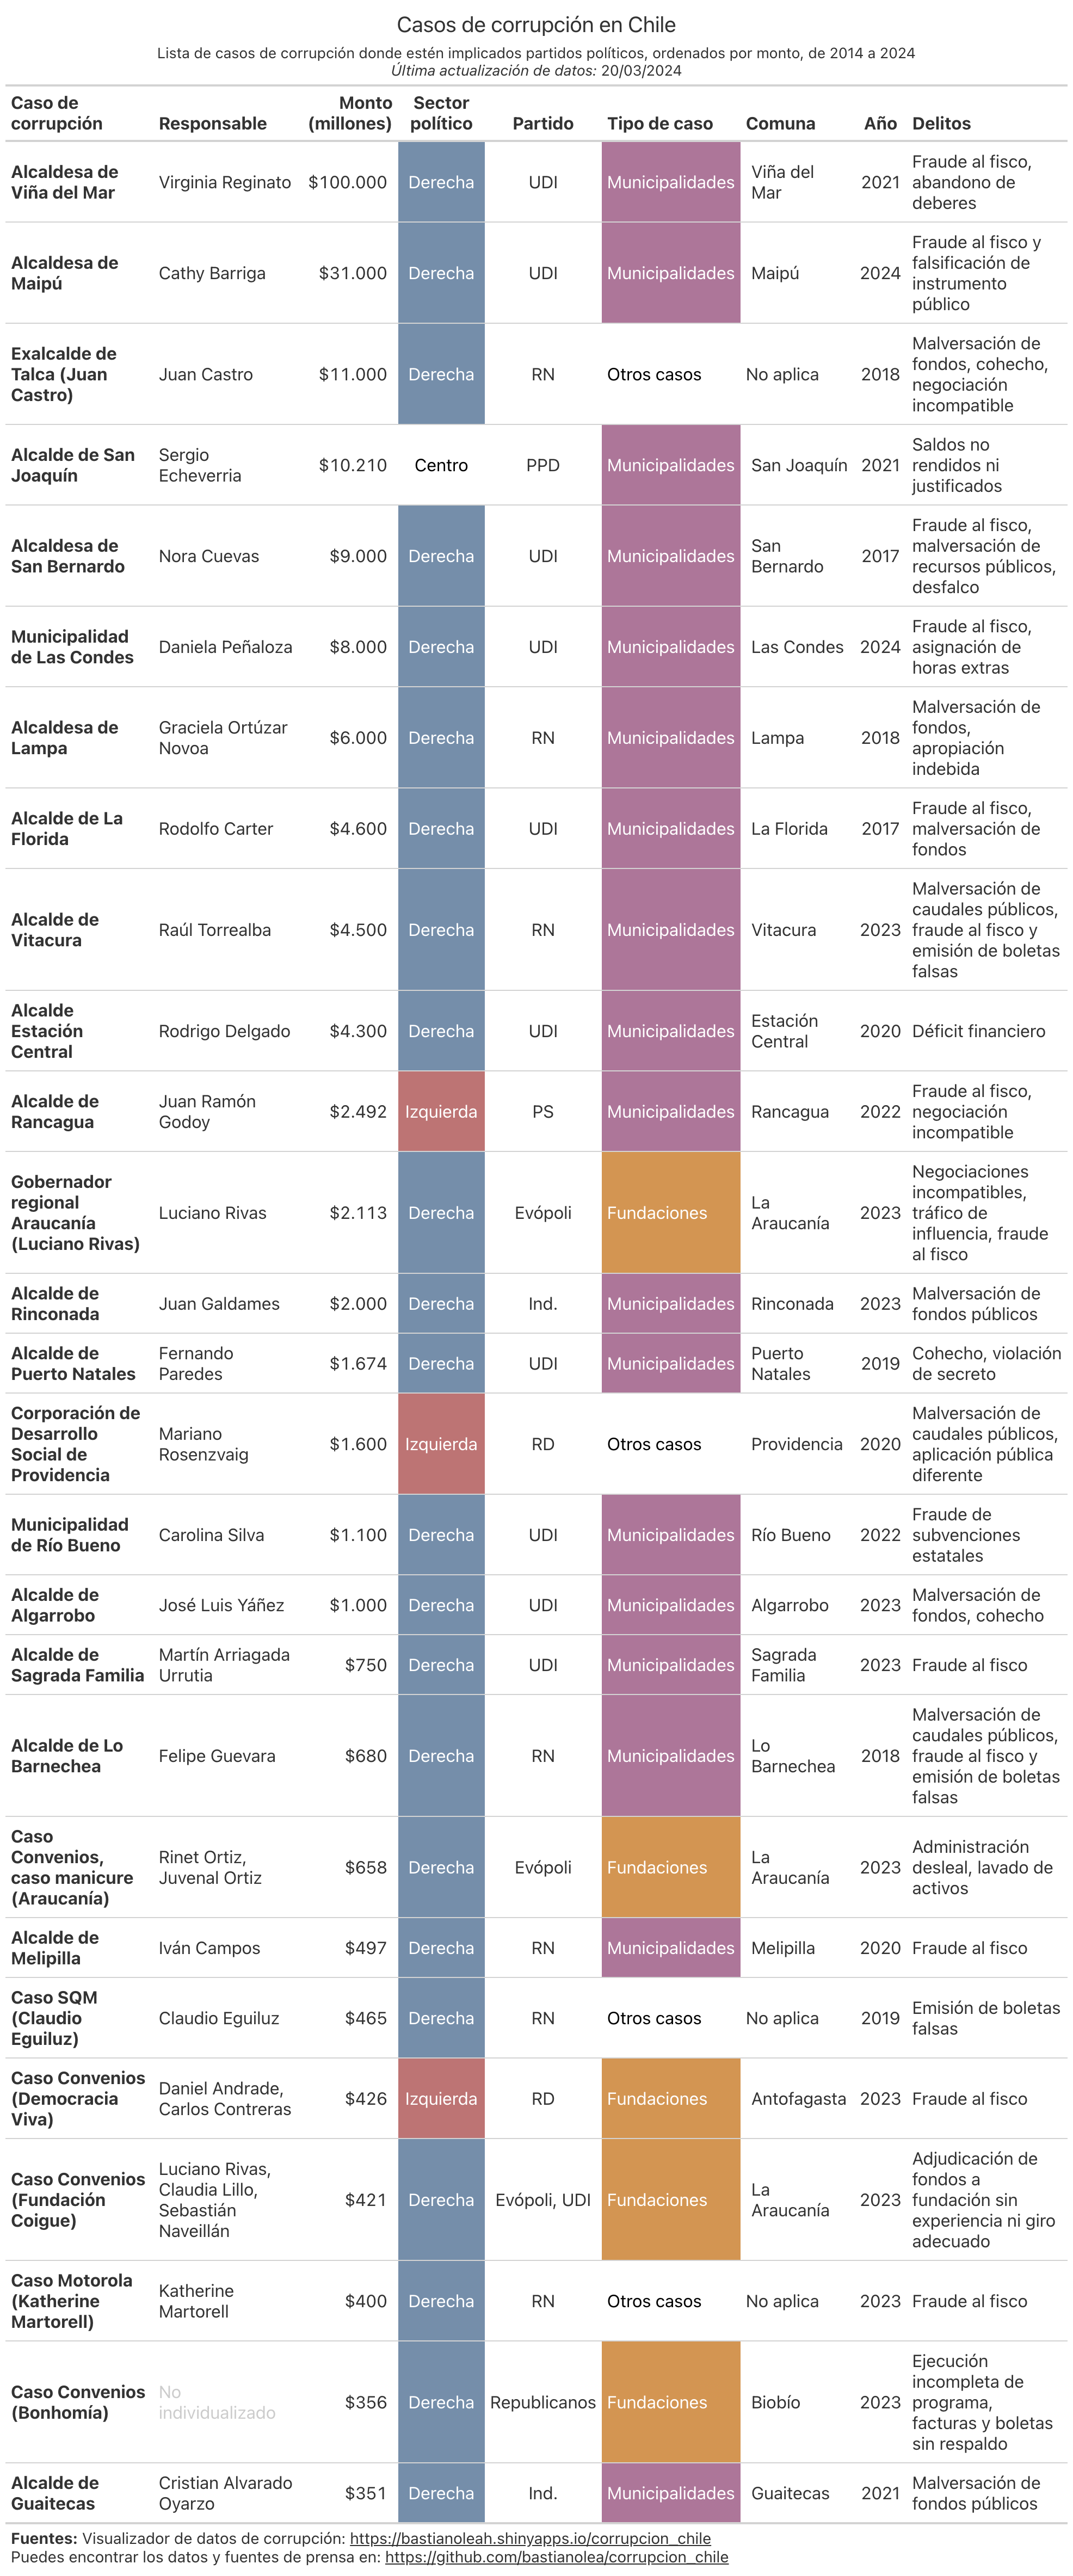 Casos de corrupción en Chile
Lista de casos de corrupción donde estén implicados partidos políticos, ordenados por monto, de 2014 a 2024
Última actualización de datos: 20/03/2024
Caso de corrupción Responsable Monto (millones) Sector político Partido Tipo de caso Comuna Año Delitos
Alcaldesa de Viña del Mar Virginia Reginato $100.000 Derecha UDI Municipalidades Viña del Mar 2021 Fraude al fisco, abandono de deberes
Alcaldesa de Maipú Cathy Barriga $31.000 Derecha UDI Municipalidades Maipú 2024 Fraude al fisco y falsificación de instrumento público
Exalcalde de Talca (Juan Castro) Juan Castro $11.000 Derecha RN Otros casos No aplica 2018 Malversación de fondos, cohecho, negociación incompatible
Alcalde de San Joaquín Sergio Echeverria $10.210 Centro PPD Municipalidades San Joaquín 2021 Saldos no rendidos ni justificados
Alcaldesa de San Bernardo Nora Cuevas $9.000 Derecha UDI Municipalidades San Bernardo 2017 Fraude al fisco, malversación de recursos públicos, desfalco
Municipalidad de Las Condes Daniela Peñaloza $8.000 Derecha UDI Municipalidades Las Condes 2024 Fraude al fisco, asignación de horas extras
Alcaldesa de Lampa Graciela Ortúzar Novoa $6.000 Derecha RN Municipalidades Lampa 2018 Malversación de fondos, apropiación indebida
Alcalde de La Florida Rodolfo Carter $4.600 Derecha UDI Municipalidades La Florida 2017 Fraude al fisco, malversación de fondos
Alcalde de Vitacura Raúl Torrealba $4.500 Derecha RN Municipalidades Vitacura 2023 Malversación de caudales públicos, fraude al fisco y emisión de boletas falsas
Alcalde Estación Central Rodrigo Delgado $4.300 Derecha UDI Municipalidades Estación Central 2020 Déficit financiero
Alcalde de Rancagua Juan Ramón Godoy $2.492 Izquierda PS Municipalidades Rancagua 2022 Fraude al fisco, negociación incompatible
Gobernador regional Araucanía (Luciano Rivas) Luciano Rivas $2.113 Derecha Evópoli Fundaciones La Araucanía 2023 Negociaciones incompatibles, tráfico de influencia, fraude al fisco
Alcalde de Rinconada Juan Galdames $2.000 Derecha Ind. Municipalidades Rinconada 2023 Malversación de fondos públicos
Alcalde de Puerto Natales Fernando Paredes $1.674 Derecha UDI Municipalidades Puerto Natales 2019 Cohecho, violación de secreto
Corporación de Desarrollo Social de Providencia Mariano Rosenzvaig $1.600 Izquierda RD Otros casos Providencia 2020 Malversación de caudales públicos, aplicación pública diferente
Municipalidad de Río Bueno Carolina Silva $1.100 Derecha UDI Municipalidades Río Bueno 2022 Fraude de subvenciones estatales
Alcalde de Algarrobo José Luis Yáñez $1.000 Derecha UDI Municipalidades Algarrobo 2023 Malversación de fondos, cohecho
Alcalde de Sagrada Familia Martín Arriagada Urrutia $750 Derecha UDI Municipalidades Sagrada Familia 2023 Fraude al fisco
Alcalde de Lo Barnechea Felipe Guevara $680 Derecha RN Municipalidades Lo Barnechea 2018 Malversación de caudales públicos, fraude al fisco y emisión de boletas falsas
Caso Convenios, caso manicure (Araucanía) Rinet Ortiz, Juvenal Ortiz $658 Derecha Evópoli Fundaciones La Araucanía 2023 Administración desleal, lavado de activos
Alcalde de Melipilla Iván Campos $497 Derecha RN Municipalidades Melipilla 2020 Fraude al fisco
Caso SQM (Claudio Eguiluz) Claudio Eguiluz $465 Derecha RN Otros casos No aplica 2019 Emisión de boletas falsas
Caso Convenios (Democracia Viva) Daniel Andrade, Carlos Contreras $426 Izquierda RD Fundaciones Antofagasta 2023 Fraude al fisco
Caso Convenios (Fundación Coigue) Luciano Rivas, Claudia Lillo, Sebastián Naveillán $421 Derecha Evópoli, UDI Fundaciones La Araucanía 2023 Adjudicación de fondos a fundación sin experiencia ni giro adecuado
Caso Motorola (Katherine Martorell) Katherine Martorell $400 Derecha RN Otros casos No aplica 2023 Fraude al fisco
Caso Convenios (Bonhomía) No individualizado $356 Derecha Republicanos Fundaciones Biobío 2023 Ejecución incompleta de programa, facturas y boletas sin respaldo
Alcalde de Guaitecas Cristian Alvarado Oyarzo $351 Derecha Ind. Municipalidades Guaitecas 2021 Malversación de fondos públicos
Fuentes: Visualizador de datos de corrupción: https://bastianoleah.shinyapps.io/corrupcion_chile
Puedes encontrar los datos y fuentes de prensa en: https://github.com/bastianolea/corrupcion_chile